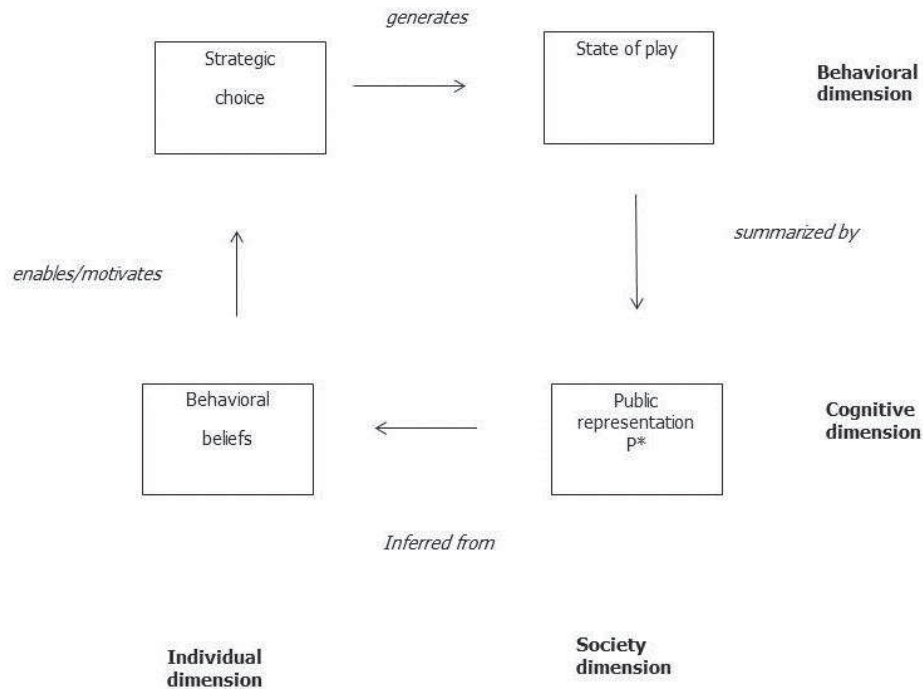 generates
Strategic
choice
State of play
Behavioral
dimension
enables/motivates
summarized by
Behavioral
beliefs
Public
representation
P*
Cognitive
dimension
Inferred from
Individual
dimension
Society
dimension